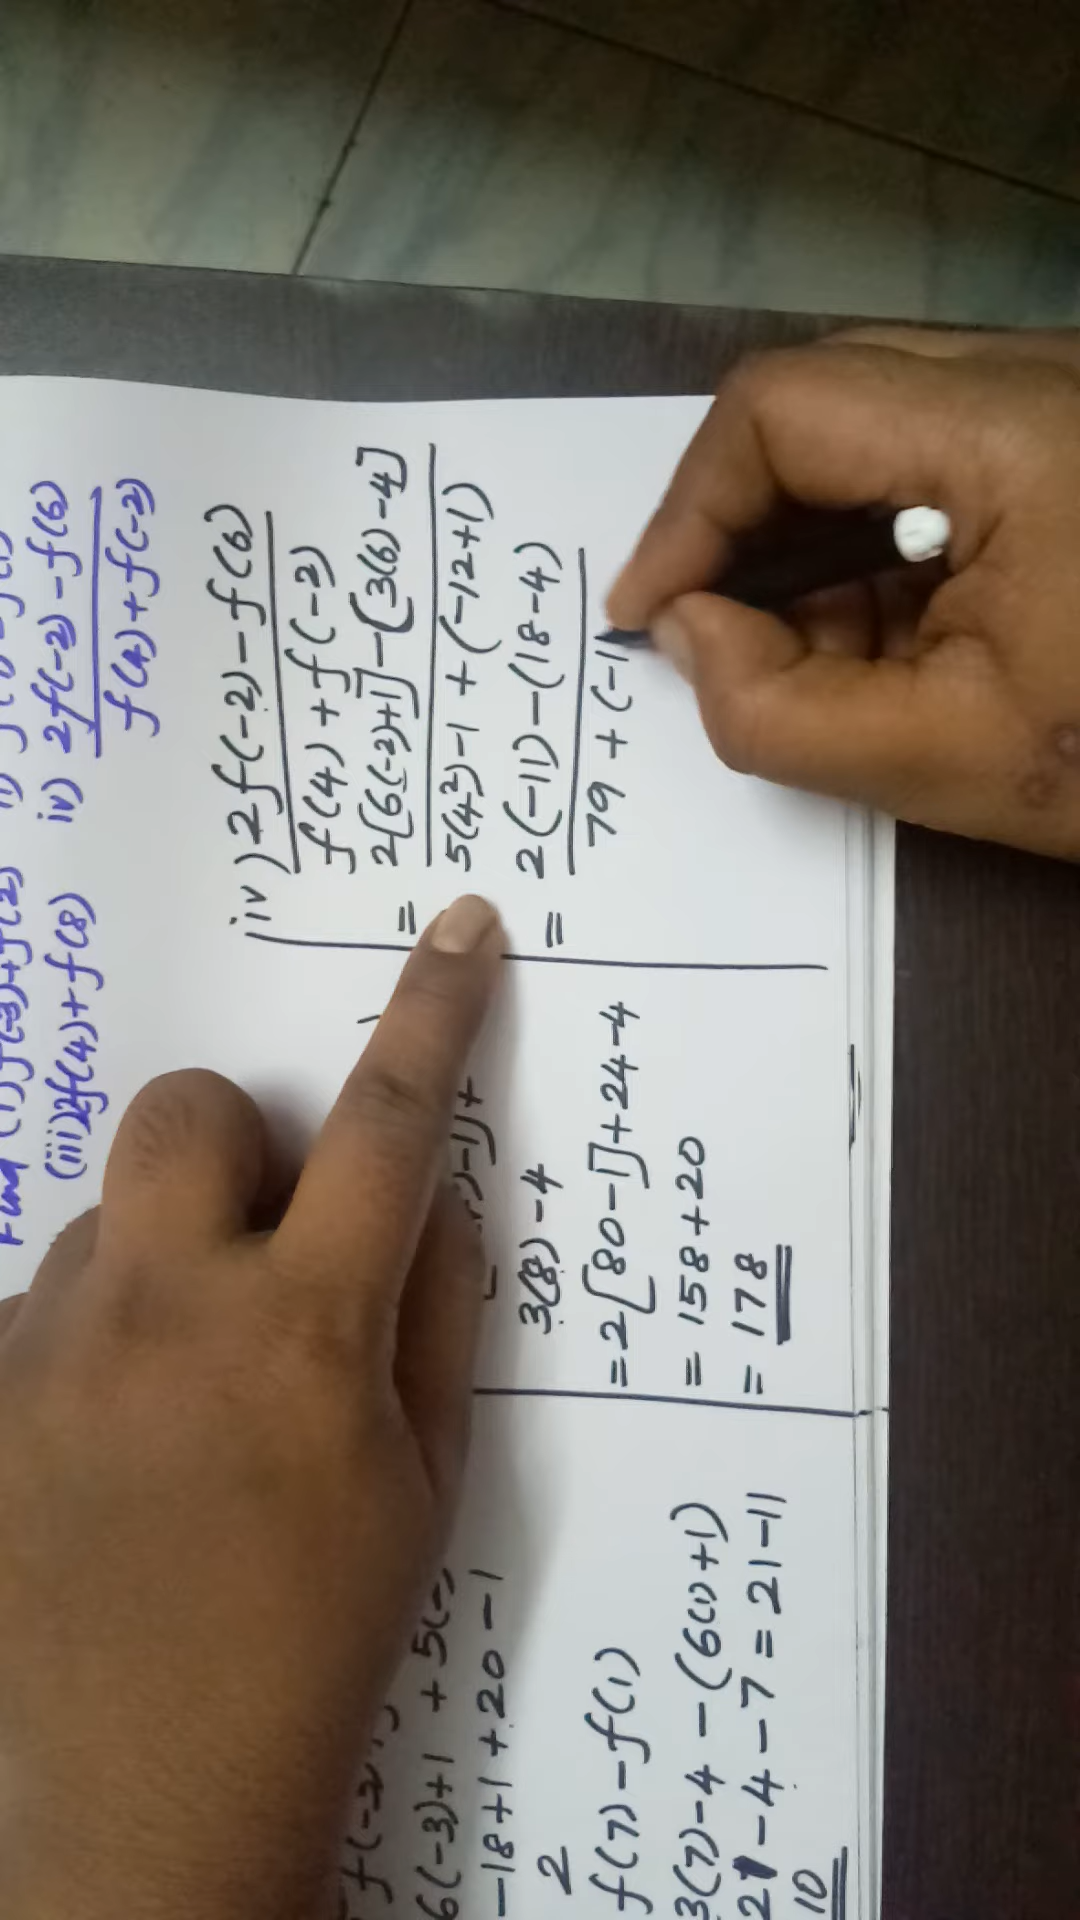 (i) f(-3)+f(2)
(iii) 2f(4)+f(8)
iv) 2f(-2)-f(6)
f(4)+f(-2)
6(-3)+1 + 5(
-18+1+20-1
2
f(7)-f(1)
3(7)-4-(6(1)+1)
21-4-7=21-11
10
3(8)-4
=2[80-1]+24-4
= 158+20
= 178
iv) 2f(-2)-f(6)
f(4)+f(-2)
= 2[6(-2)+1]-[3(6)-4]
5(4²)-1+(-12+1)
= 2(-11)-(18-4)
79+(-1